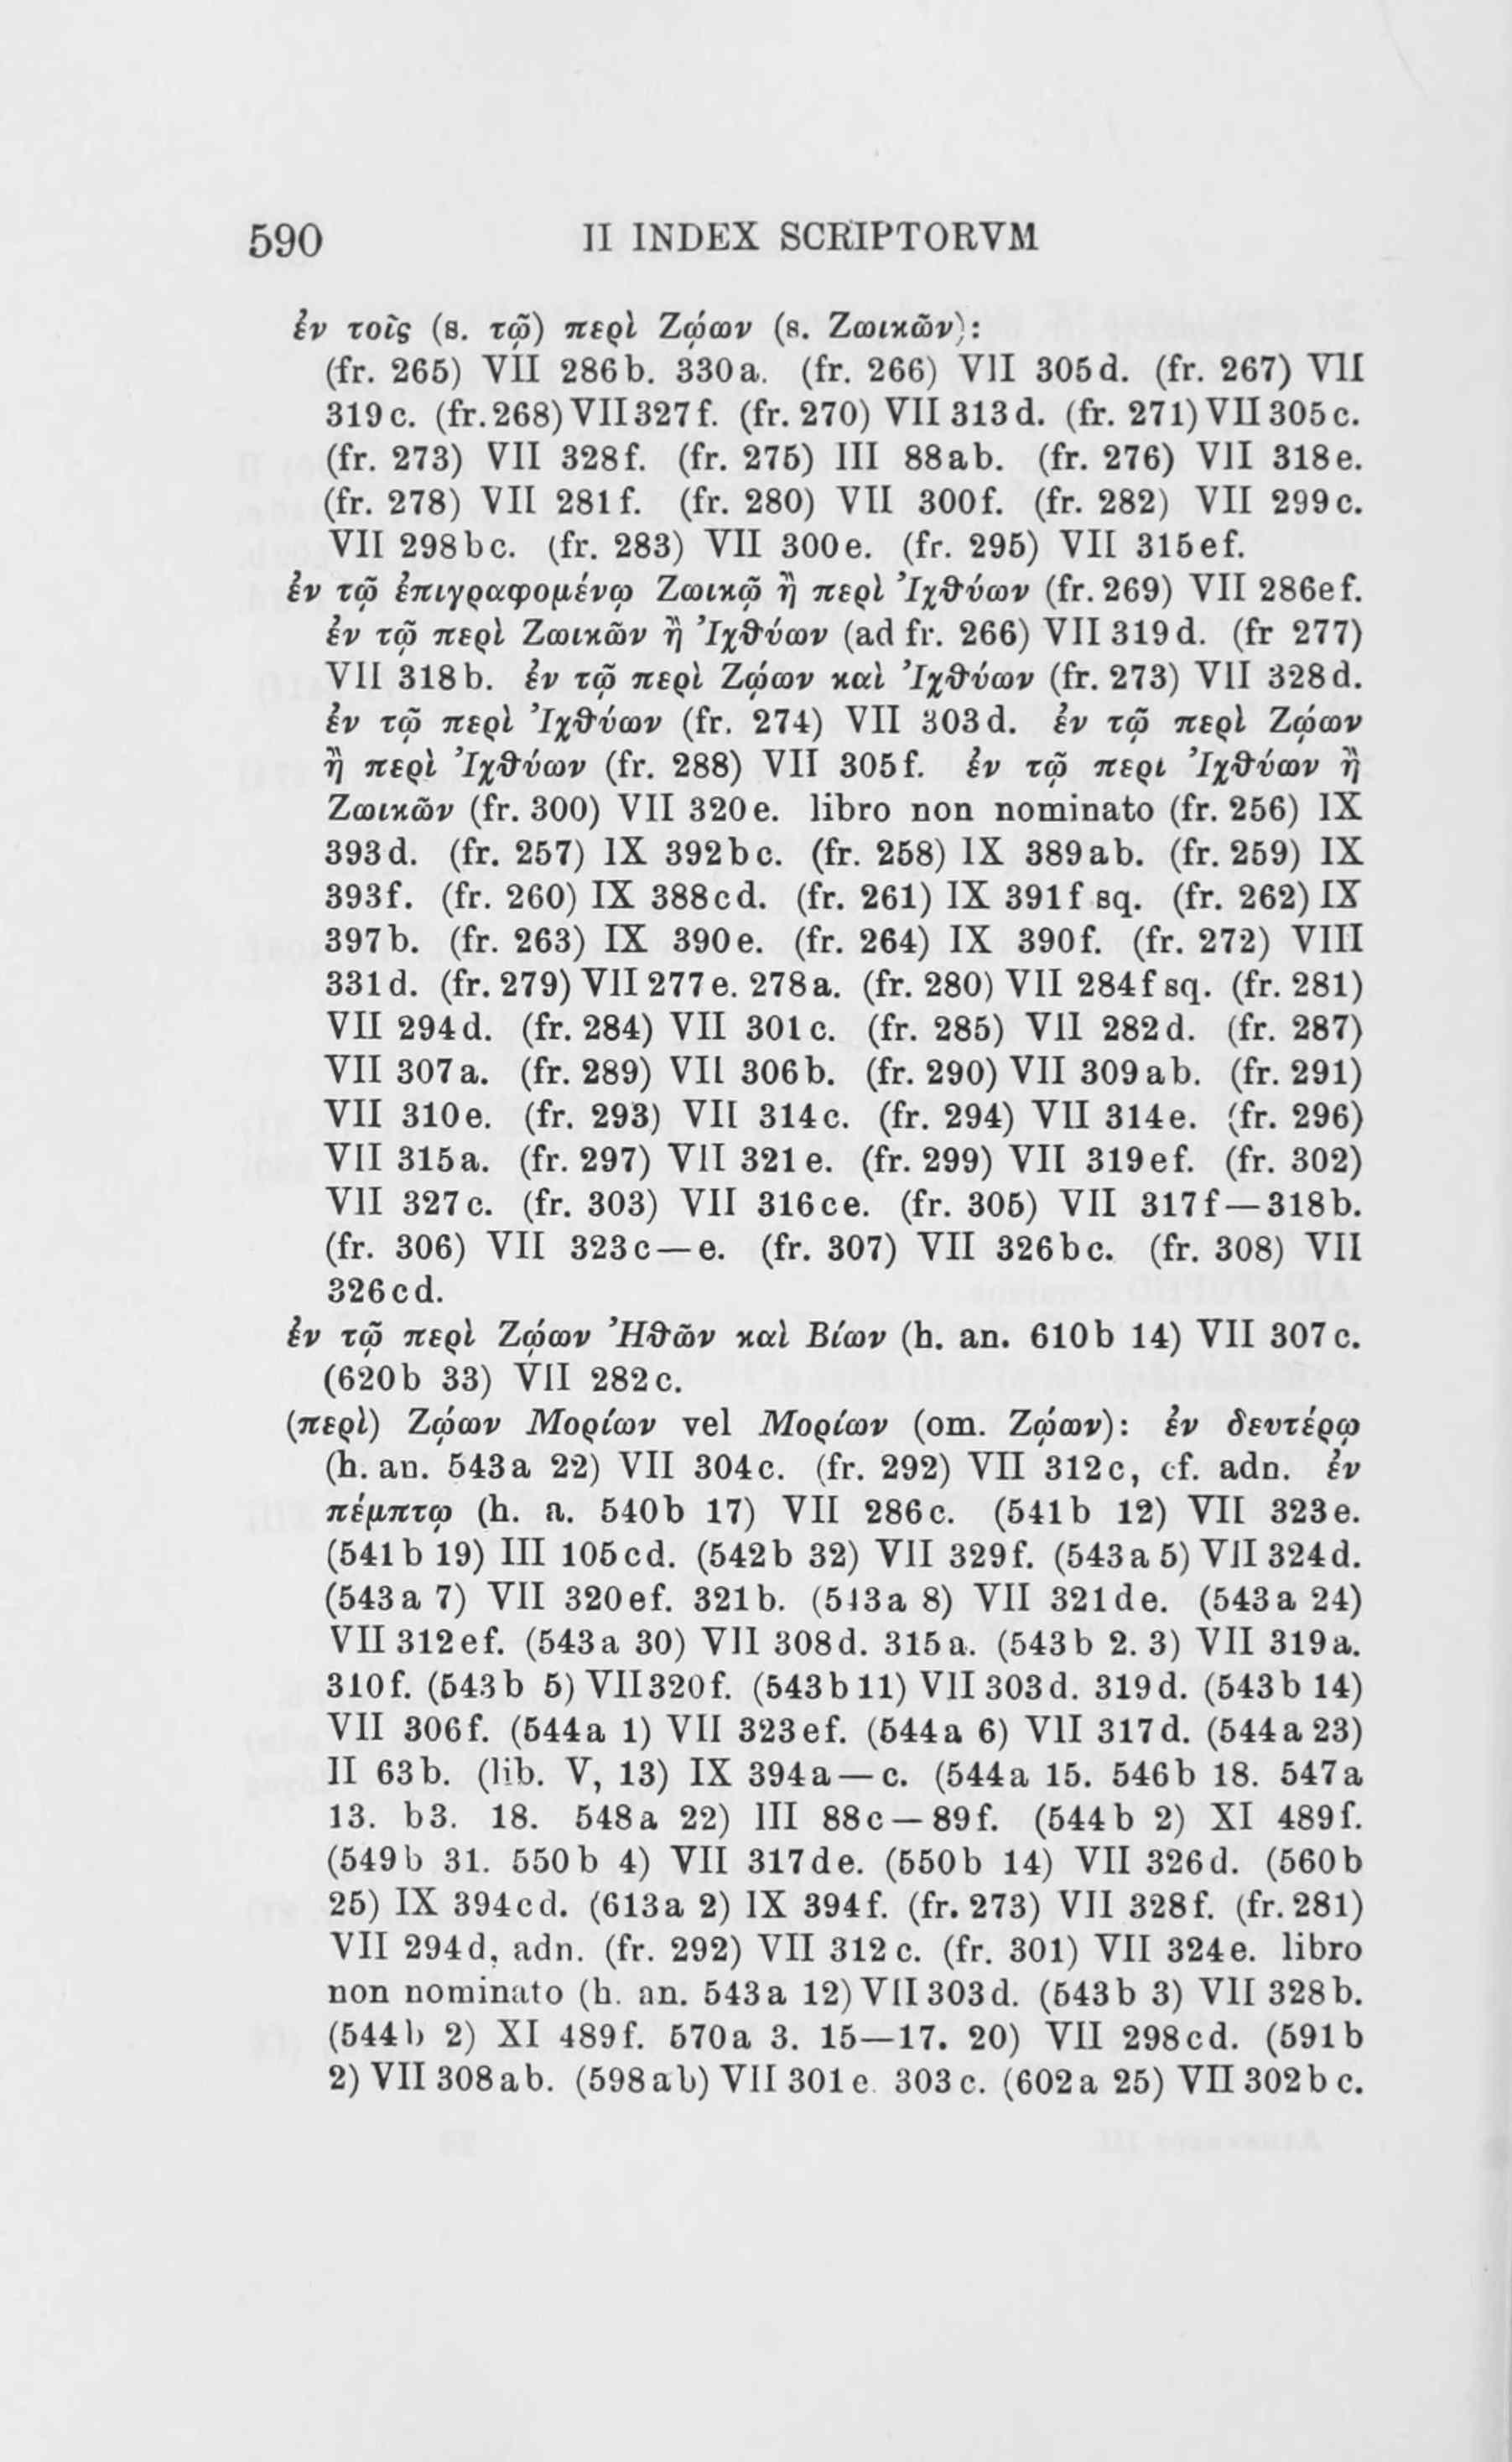 590 II INDEX SCRIPTORVM
ἐν τοῖς (s. τῷ) περὶ Ζῴων (s. Ζωικῶν):
(fr. 265) VII 286b. 330a. (fr. 266) VII 305d. (fr. 267) VII
319c. (fr. 268) VII 327f. (fr. 270) VII 313d. (fr. 271) VII 305c.
(fr. 273) VII 328f. (fr. 275) III 88ab. (fr. 276) VII 318e.
(fr. 278) VII 281f. (fr. 280) VII 300f. (fr. 282) VII 299c.
VII 298bc. (fr. 283) VII 300e. (fr. 295) VII 315ef.
ἐν τῷ ἐπιγραφομένῳ Ζωικῷ ἢ περὶ Ἰχθύων (fr. 269) VII 286ef.
ἐν τῷ περὶ Ζωικῶν ἢ Ἰχθύων (ad fr. 266) VII 319d. (fr 277)
VII 318b. ἐν τῷ περὶ Ζῴων καὶ Ἰχθύων (fr. 273) VII 328d.
ἐν τῷ περὶ Ἰχθύων (fr. 274) VII 303d. ἐν τῷ περὶ Ζῴων
ἢ περὶ Ἰχθύων (fr. 288) VII 305f. ἐν τῷ περι Ἰχθύων ἢ
Ζωικῶν (fr. 300) VII 320e. libro non nominato (fr. 256) IX
393d. (fr. 257) IX 392bc. (fr. 258) IX 389ab. (fr. 259) IX
393f. (fr. 260) IX 388cd. (fr. 261) IX 391f sq. (fr. 262) IX
397b. (fr. 263) IX 390e. (fr. 264) IX 390f. (fr. 272) VIII
331d. (fr. 279) VII 277e. 278a. (fr. 280) VII 284f sq. (fr. 281)
VII 294d. (fr. 284) VII 301c. (fr. 285) VII 282d. (fr. 287)
VII 307a. (fr. 289) VII 306b. (fr. 290) VII 309ab. (fr. 291)
VII 310e. (fr. 293) VII 314c. (fr. 294) VII 314e. (fr. 296)
VII 315a. (fr. 297) VII 321e. (fr. 299) VII 319ef. (fr. 302)
VII 327c. (fr. 303) VII 316ce. (fr. 305) VII 317f—318b.
(fr. 306) VII 323c—e. (fr. 307) VII 326bc. (fr. 308) VII
326cd.
ἐν τῷ περὶ Ζῴων Ἠθῶν καὶ Βίων (h. an. 610b 14) VII 307c.
(620b 33) VII 282c.
(περὶ) Ζῴων Μορίων vel Μορίων (om. Ζῴων): ἐν δευτέρῳ
(h. an. 543a 22) VII 304c. (fr. 292) VII 312c, cf. adn. ἐν
πέμπτῳ (h. a. 540b 17) VII 286c. (541b 12) VII 323e.
(541b 19) III 105cd. (542b 32) VII 329f. (543a 5) VII 324d.
(543a 7) VII 320ef. 321b. (543a 8) VII 321de. (543a 24)
VII 312ef. (543a 30) VII 308d. 315a. (543b 2. 3) VII 319a.
310f. (543b 5) VII 320f. (543b 11) VII 303d. 319d. (543b 14)
VII 306f. (544a 1) VII 323ef. (544a 6) VII 317d. (544a 23)
II 63b. (lib. V, 13) IX 394a—c. (544a 15. 546b 18. 547a
13. b3. 18. 548a 22) III 88c—89f. (544b 2) XI 489f.
(549b 31. 550b 4) VII 317de. (550b 14) VII 326d. (560b
25) IX 394cd. (613a 2) IX 394f. (fr. 273) VII 328f. (fr. 281)
VII 294d, adn. (fr. 292) VII 312c. (fr. 301) VII 324e. libro
non nominato (h. an. 543a 12) VII 303d. (543b 3) VII 328b.
(544b 2) XI 489f. 570a 3. 15—17. 20) VII 298cd. (591b
2) VII 308ab. (598ab) VII 301e. 303c. (602a 25) VII 302bc.